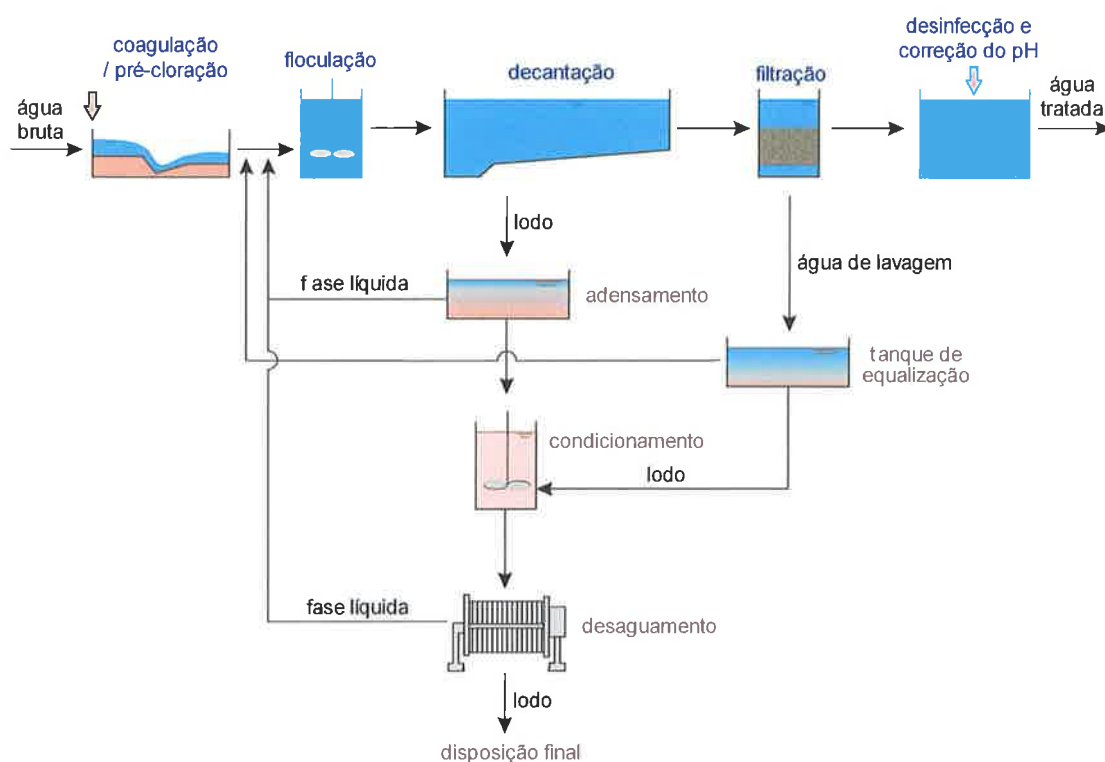 coagulação
/ pré-cloração
floculação
decantação
filtração
desinfecção e
correção do pH
água
bruta
água
tratada
lodo
água de lavagem
f ase líquida
adensamento
tanque de
equalização
condicionamento
lodo
fase líquida
desaguamento
lodo
disposição final